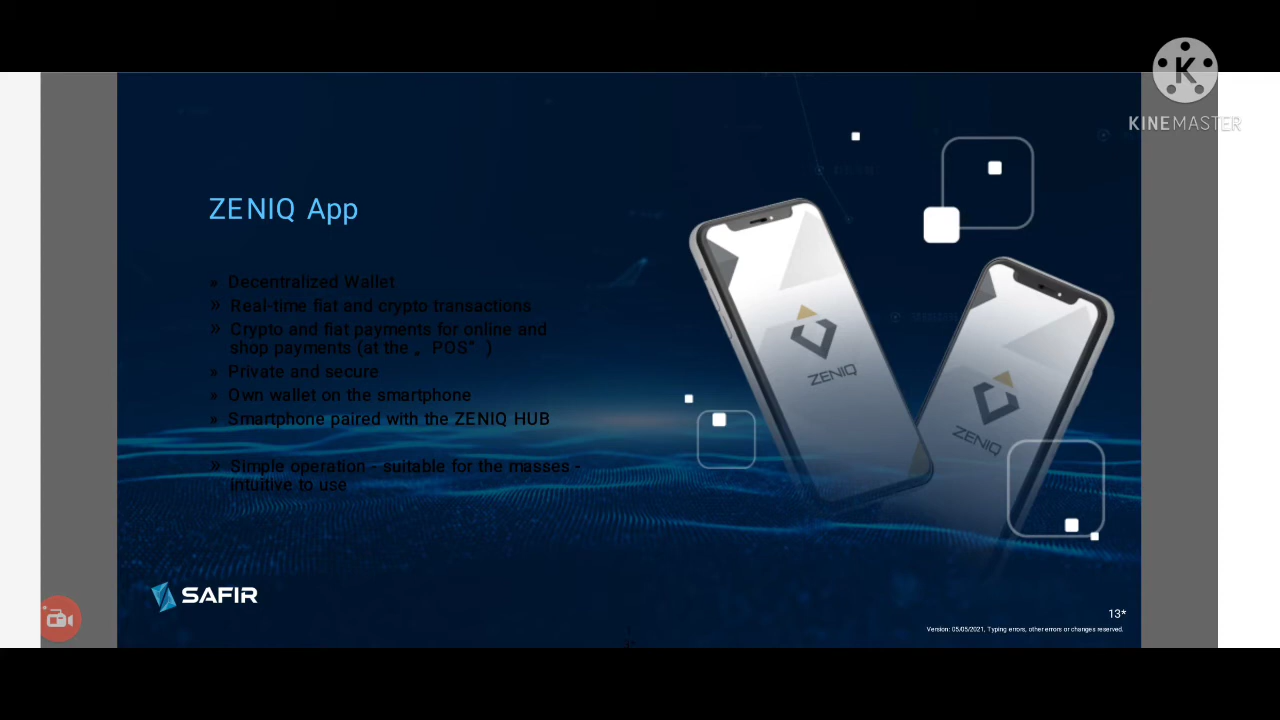 K
KINEMASTER
ZENIQ App
» Decentralized Wallet
» Real-time fiat and crypto transactions
» Crypto and fiat payments for online and
shop payments (at the „ POS“ )
» Private and secure
» Own wallet on the smartphone
» Smartphone paired with the ZENIQ HUB
» Simple operation - suitable for the masses -
intuitive to use
ZENIQ
ZENIQ
SAFIR
13*
Version: 05/05/2021, Typing errors, other errors or changes reserved.